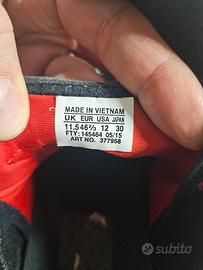 MADE IN VIETNAM
UK EUR USA JAPAN
11.5 46⅔ 12 30
FTY: 145464 05/15
ART NO. 377958
subito